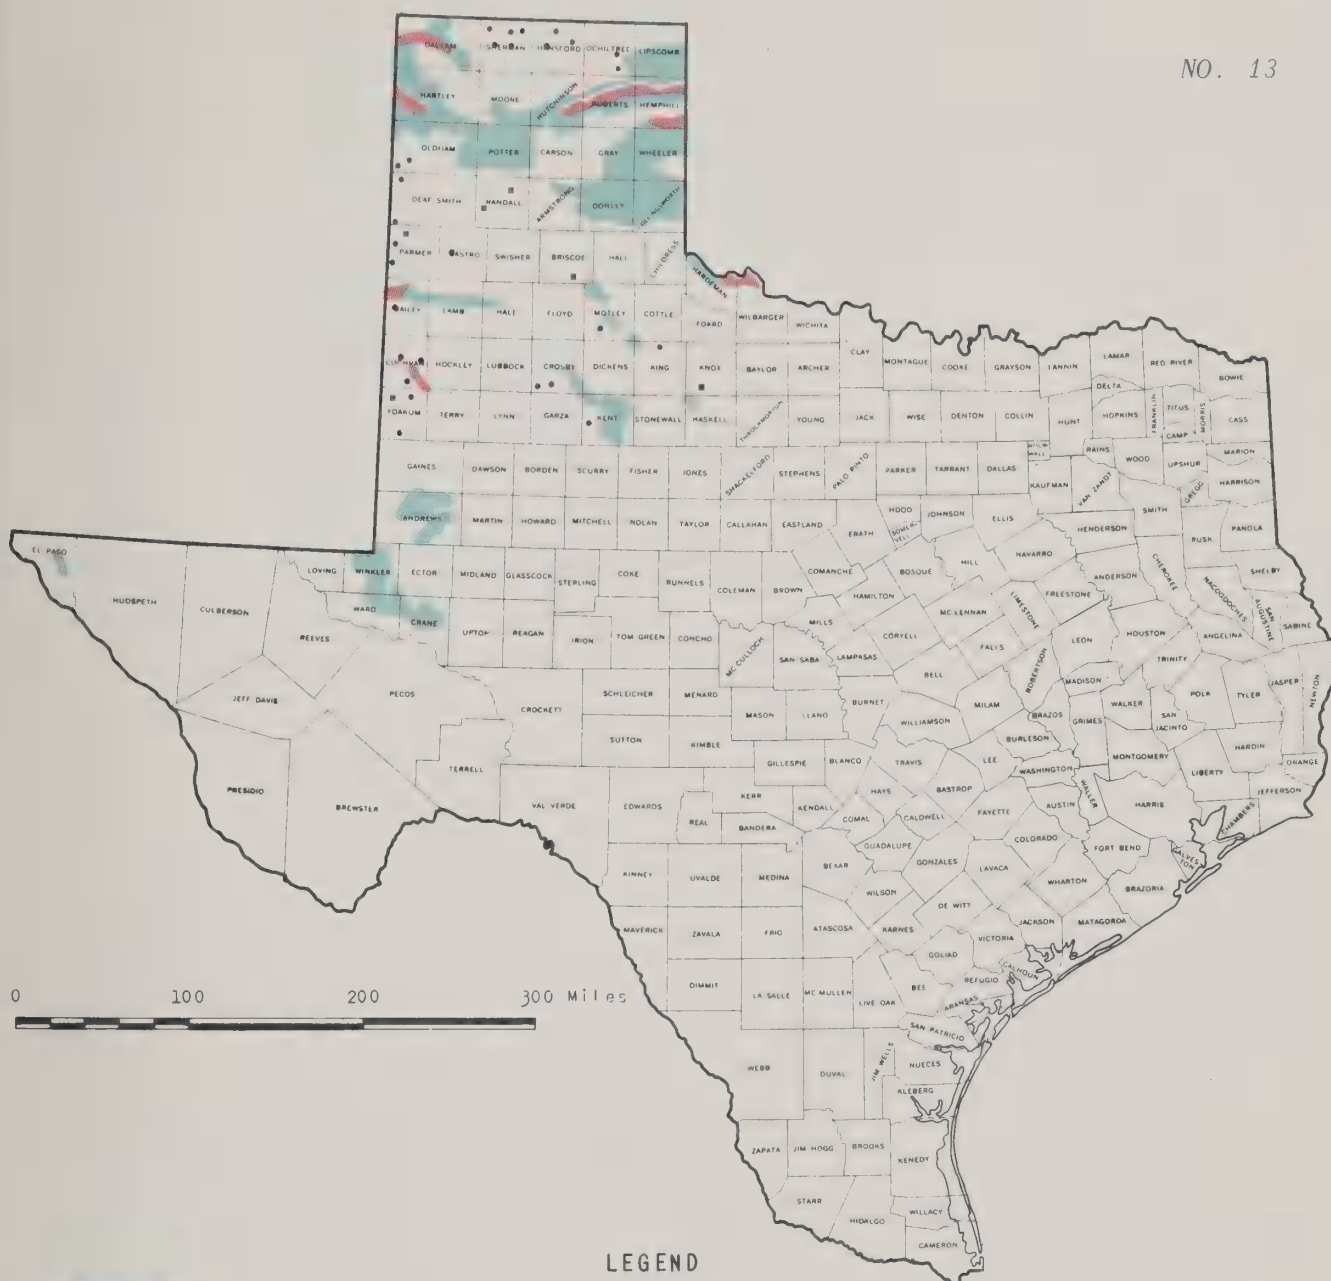 NO. 13
DALLAM SHERMAN HANSFORD OCHILTREE LIPSCOMB
HARTLEY MOORE HUTCHINSON ROBERTS HEMPHILL
OLDHAM POTTER CARSON GRAY WHEELER
DEAF SMITH RANDALL ARMSTRONG DONLEY
PARMER CASTRO SWISHER BRISCOE HALL CHILDRESS
HARDEMAN
BAILEY LAMB HALE FLOYD MOTLEY COTTLE FOARD WILBARGER WICHITA
CLAY MONTAGUE COOKE GRAYSON FANNIN LAMAR RED RIVER BOWIE
COCHRAN HOCKLEY LUBBOCK CROSBY DICKENS KING KNOX BAYLOR ARCHER
DELTA
YOAKUM TERRY LYNN GARZA KENT STONEWALL HASKELL THROCKMORTON YOUNG JACK WISE DENTON COLLIN HUNT HOPKINS FRANKLIN TITUS MORRIS CASS
CAMP
GAINES DAWSON BORDEN SCURRY FISHER JONES SHACKELFORD STEPHENS PALO PINTO PARKER TARRANT DALLAS
WALL
KAUFMAN RAINS WOOD UPSHUR MARION
VAN ZANDT GREGG HARRISON
ANDREWS MARTIN HOWARD MITCHELL NOLAN TAYLOR CALLAHAN EASTLAND ERATH HOOD JOHNSON ELLIS HENDERSON SMITH
SOMER-
VELL
RUSK PANOLA
EL PASO HUDSPETH CULBERSON
LOVING WINKLER ECTOR MIDLAND GLASSCOCK STERLING COKE RUNNELS COLEMAN BROWN COMANCHE BOSQUE HILL NAVARRO
HAMILTON FREESTONE ANDERSON CHEROKEE NACOGDOCHES SHELBY
REEVES WARD CRANE UPTON REAGAN IRION TOM GREEN CONCHO MC CULLOCH SAN SABA MILLS LAMPASAS CORYELL MC LENNAN LIMESTONE
FALLS LEON HOUSTON ANGELINA SAN
AUGUSTINE
SABINE
JEFF DAVIS PECOS CROCKETT SCHLEICHER MENARD MASON LLANO BURNET BELL MILAM ROBERTSON MADISON TRINITY
WILLIAMSON BRAZOS GRIMES WALKER SAN
JACINTO
POLK TYLER JASPER NEWTON
PRESIDIO BREWSTER TERRELL SUTTON KIMBLE GILLESPIE BLANCO TRAVIS LEE BURLESON WASHINGTON MONTGOMERY LIBERTY HARDIN ORANGE
VAL VERDE EDWARDS REAL KERR BANDERA KENDALL HAYS COMAL CALDWELL BASTROP FAYETTE AUSTIN WALLER HARRIS CHAMBERS JEFFERSON
KINNEY UVALDE MEDINA BEXAR GUADALUPE GONZALES LAVACA COLORADO FORT BEND GALVES-
TON
WILSON DE WITT WHARTON BRAZORIA
MAVERICK ZAVALA FRIO ATASCOSA KARNES VICTORIA JACKSON MATAGORDA
GOLIAD CALHOUN
DIMMIT LA SALLE MC MULLEN LIVE OAK BEE REFUGIO
ARANSAS
SAN PATRICIO
WEBB DUVAL JIM WELLS NUECES
KLEBERG
ZAPATA JIM HOGG BROOKS KENEDY
STARR HIDALGO WILLACY
CAMERON
0 100 200 300 Miles
LEGEND